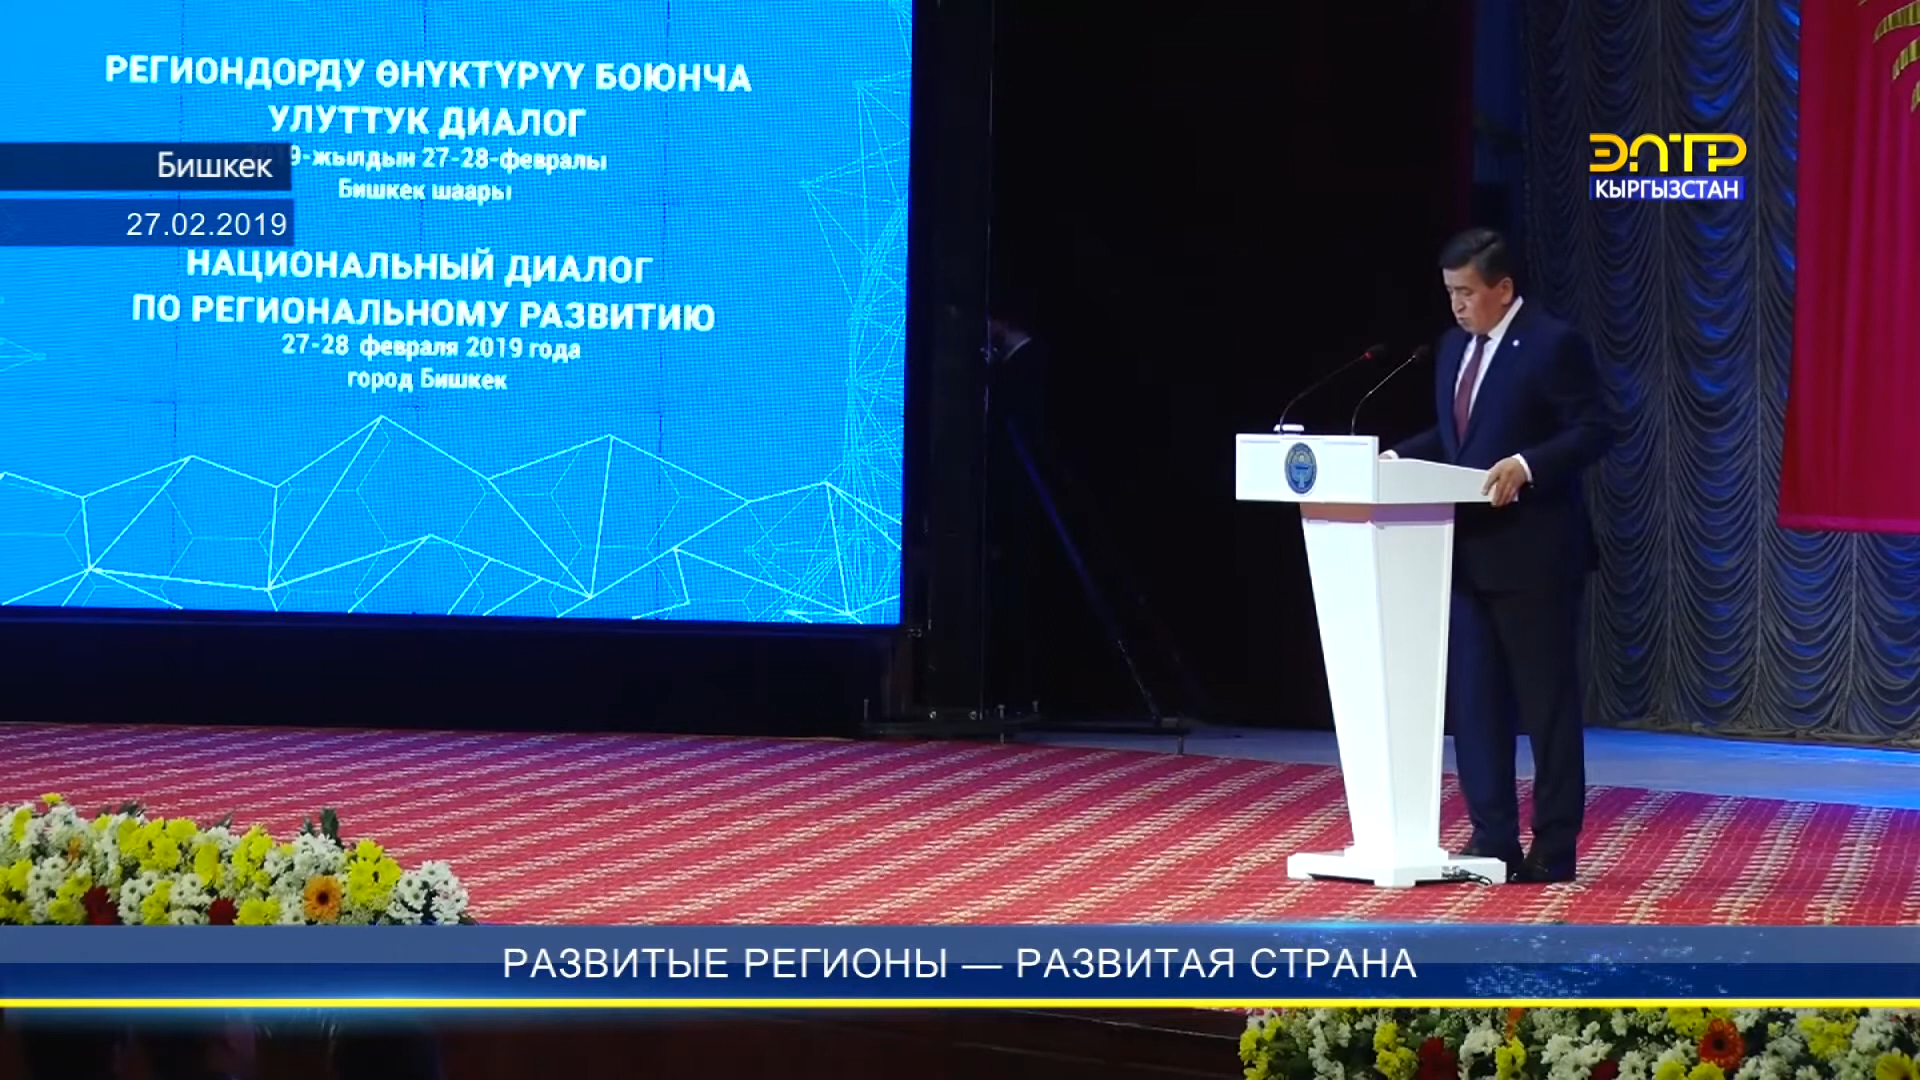 РЕГИОНДОРДУ ӨНҮКТҮРҮҮ БОЮНЧА
УЛУТТУК ДИАЛОГ
9-жылдын 27-28-февралы
Бишкек шаары
Бишкек
27.02.2019
НАЦИОНАЛЬНЫЙ ДИАЛОГ
ПО РЕГИОНАЛЬНОМУ РАЗВИТИЮ
27-28 февраля 2019 года
город Бишкек
ЭЛТР
КЫРГЫЗСТАН
РАЗВИТЫЕ РЕГИОНЫ — РАЗВИТАЯ СТРАНА